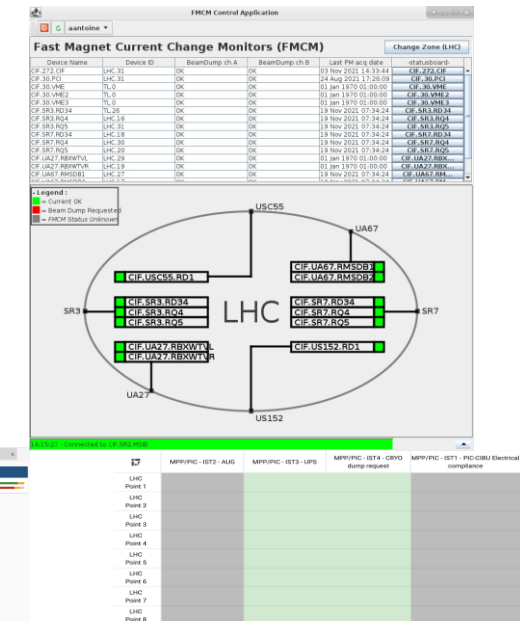 FMCM Control Application
aantoine
Fast Magnet Current Change Monitors (FMCM)
Change Zone (LHC)
Device Name Device ID BeamDump ch A BeamDump ch B Last PM acq date -statusboard-
CIF.272.CIF LHC.31 OK OK 03 Nov 2021 14:33:44 CIF.272.CIF
CIF.30.PCI LHC.31 OK OK 24 Aug 2021 17:26:09 CIF.30.PCI
CIF.30.VME TL.0 OK OK 01 Jan 1970 01:00:00 CIF.30.VME
CIF.30.VME2 TL.0 OK OK 01 Jan 1970 01:00:00 CIF.30.VME2
CIF.30.VME3 TL.0 OK OK 01 Jan 1970 01:00:00 CIF.30.VME3
CIF.SR3.RD34 TL.26 OK OK 19 Nov 2021 07:34:24 CIF.SR3.RD34
CIF.SR3.RQ4 LHC.16 OK OK 19 Nov 2021 07:34:24 CIF.SR3.RQ4
CIF.SR3.RQ5 LHC.31 OK OK 19 Nov 2021 07:34:24 CIF.SR3.RQ5
CIF.SR7.RD34 LHC.18 OK OK 19 Nov 2021 07:34:24 CIF.SR7.RD34
CIF.SR7.RQ4 LHC.30 OK OK 19 Nov 2021 07:34:24 CIF.SR7.RQ4
CIF.SR7.RQ5 LHC.20 OK OK 19 Nov 2021 07:34:24 CIF.SR7.RQ5
CIF.UA27.RBXWTVL LHC.29 OK OK 01 Jan 1970 01:00:00 CIF.UA27.RBX...
CIF.UA27.RBXWTVR LHC.19 OK OK 01 Jan 1970 01:00:00 CIF.UA27.RBX...
CIF.UA67.RMSDB1 LHC.27 OK OK 19 Nov 2021 07:34:24 CIF.UA67.RM...
- Legend :
= Current OK
= Beam Dump Requested
= FMCM Status Unknown
USC55
UA67
CIF.USC55.RD1
CIF.UA67.RMSDB1
CIF.UA67.RMSDB2
SR3
CIF.SR3.RD34
CIF.SR3.RQ4
CIF.SR3.RQ5
LHC
CIF.SR7.RD34
CIF.SR7.RQ4
CIF.SR7.RQ5
SR7
CIF.UA27.RBXWTVL
CIF.UA27.RBXWTVR
CIF.US152.RD1
UA27
US152
14:15:27 - Connected to CIF.SR2.MSIB
MPP/PIC - IST2 - AUG MPP/PIC - IST3 - UPS MPP/PIC - IST4 - CRYO MPP/PIC - IST1 - PIC-CIBU Electrical
dump request compliance
LHC
Point 1
LHC
Point 2
LHC
Point 3
LHC
Point 4
LHC
Point 5
LHC
Point 6
LHC
Point 7
LHC
Point 8